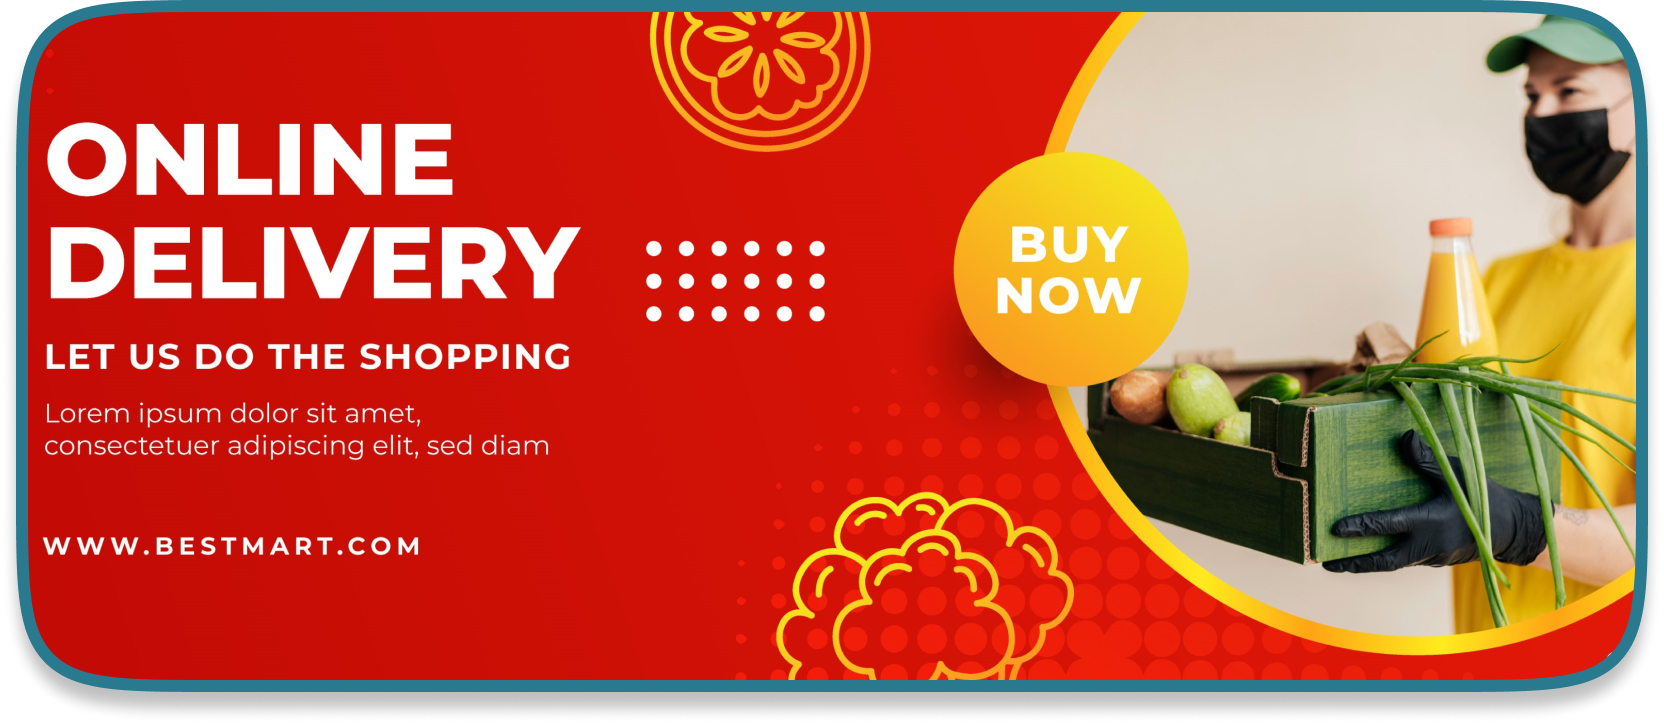 ONLINE
DELIVERY
LET US DO THE SHOPPING
Lorem ipsum dolor sit amet,
consectetuer adipiscing elit, sed diam
WWW.BESTMART.COM
BUY
NOW